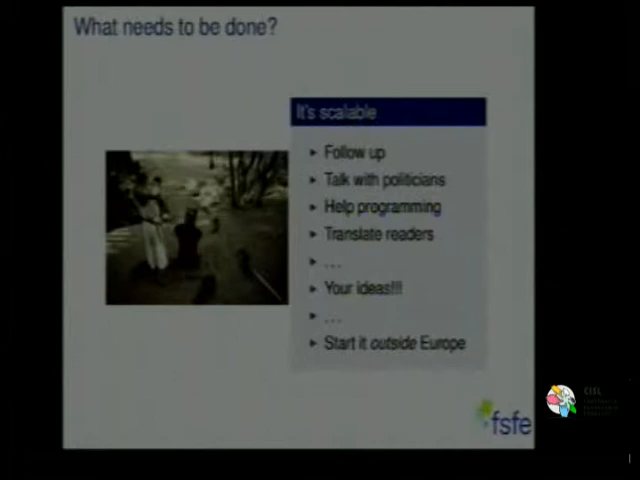 What needs to be done?
It's scalable
Follow up
Talk with politicians
Help programming
Translate readers
...
Your ideas!!!
...
Start it outside Europe
fsfe